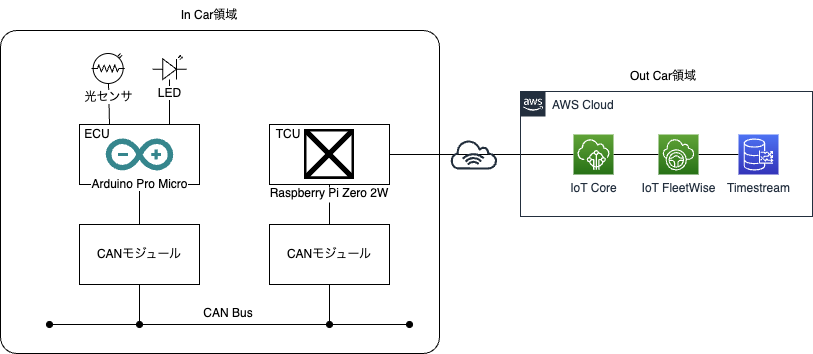 In Car領域
Out Car領域
光センサ
LED
aws
AWS Cloud
ECU
TCU
Arduino Pro Micro
Raspberry Pi Zero 2W
IoT Core
IoT FleetWise
Timestream
CANモジュール
CANモジュール
CAN Bus